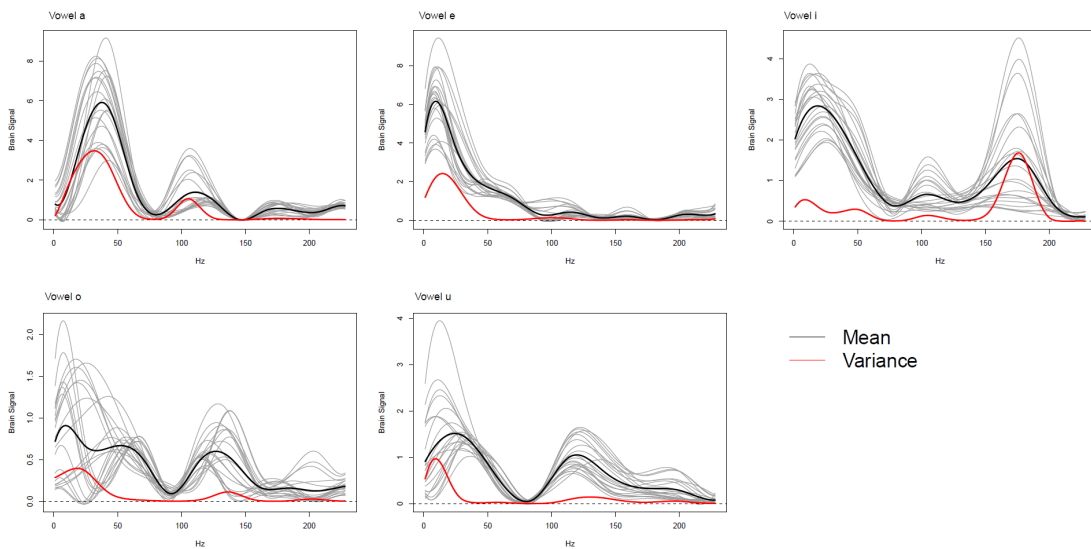 Vowel a
Brain Signal
0 2 4 6 8
0 50 100 150 200
Hz
Vowel e
Brain Signal
0 2 4 6 8
0 50 100 150 200
Hz
Vowel i
Brain Signal
0 1 2 3 4
0 50 100 150 200
Hz
Vowel o
Brain Signal
0.0 0.5 1.0 1.5 2.0
0 50 100 150 200
Hz
Vowel u
Brain Signal
0 1 2 3 4
0 50 100 150 200
Hz
Mean
Variance